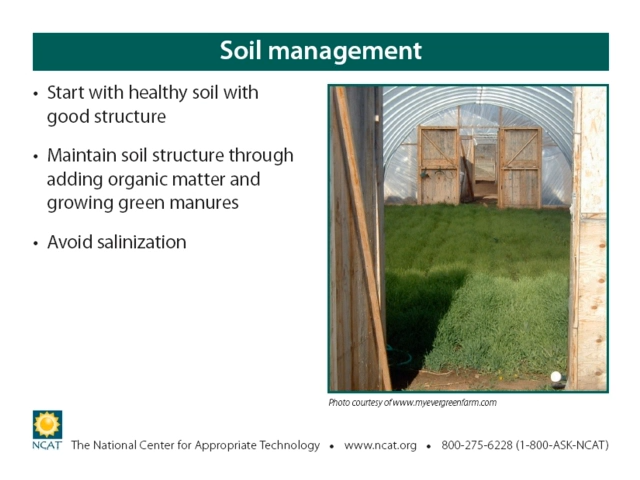 Soil management
• Start with healthy soil with
good structure
• Maintain soil structure through
adding organic matter and
growing green manures
• Avoid salinization
Photo courtesy of www.myevergreenfarm.com
NCAT
The National Center for Appropriate Technology • www.ncat.org • 800-275-6228 (1-800-ASK-NCAT)